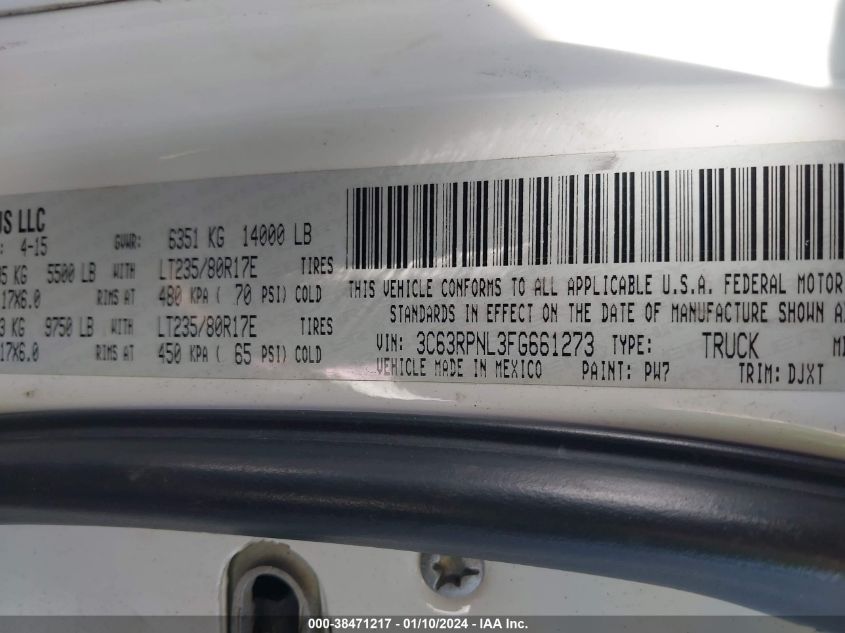 US LLC
4-15 GVWR: 6351 KG 14000 LB
KG 5500 LB WITH LT235/80R17E TIRES
17X6.0 RIMS AT 480 KPA ( 70 PSI) COLD
KG 9750 LB WITH LT235/80R17E TIRES
17X6.0 RIMS AT 450 KPA ( 65 PSI) COLD
THIS VEHICLE CONFORMS TO ALL APPLICABLE U.S.A. FEDERAL MOTOR
STANDARDS IN EFFECT ON THE DATE OF MANUFACTURE SHOWN
VIN: 3C63RPNL3FG661273 TYPE: TRUCK
VEHICLE MADE IN MEXICO PAINT: PW7 TRIM: DJXT
000-38471217 - 01/10/2024 - IAA Inc.